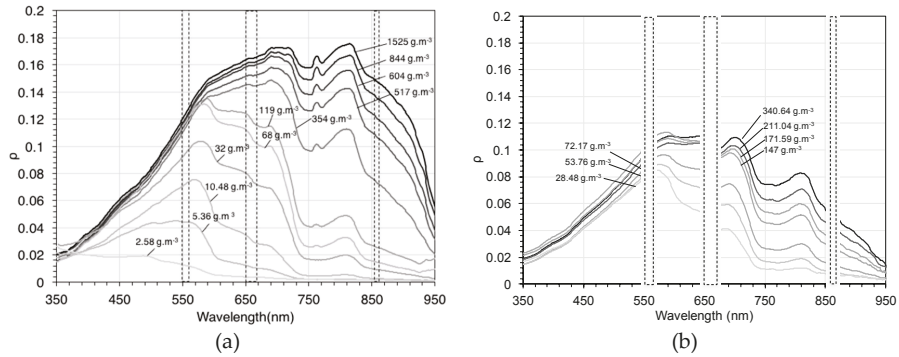 0.2
0.18
0.16
0.14
0.12
0.1
0.08
0.06
0.04
0.02
0
ρ
1525 g.m-3
844 g.m-3
604 g.m-3
517 g.m-3
354 g.m-3
119 g.m-3
68 g.m-3
32 g.m-3
10.48 g.m-3
5.36 g.m-3
2.58 g.m-3
350 450 550 650 750 850 950
Wavelength(nm)
(a)
0.2
0.18
0.16
0.14
0.12
0.1
0.08
0.06
0.04
0.02
0
ρ
340.64 g.m-3
211.04 g.m-3
171.59 g.m-3
147 g.m-3
72.17 g.m-3
53.76 g.m-3
28.48 g.m-3
350 450 550 650 750 850 950
Wavelength (nm)
(b)